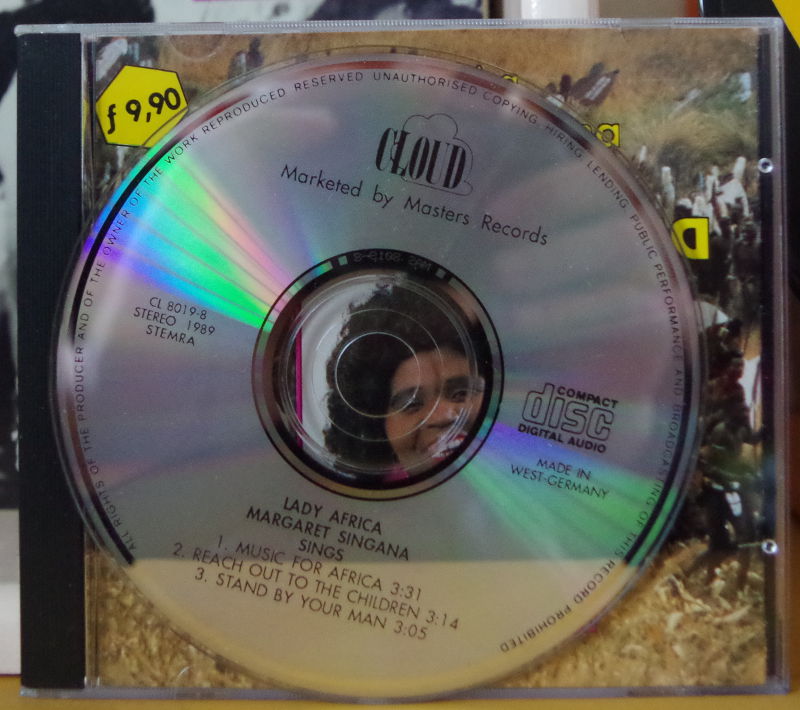 ƒ 9,90
ALL RIGHTS OF THE PRODUCER AND OF THE OWNER OF THE WORK REPRODUCED RESERVED UNAUTHORISED COPYING, HIRING, LENDING, PUBLIC PERFORMANCE AND BROADCASTING OF THIS RECORD PROHIBITED
CLOUD
Marketed by Masters Records
CL 8019-8
STEREO 1989
STEMRA
COMPACT
disc
DIGITAL AUDIO
MADE IN
WEST-GERMANY
LADY AFRICA
MARGARET SINGANA
SINGS
1. MUSIC FOR AFRICA 3:31
2. REACH OUT TO THE CHILDREN 3:14
3. STAND BY YOUR MAN 3:05